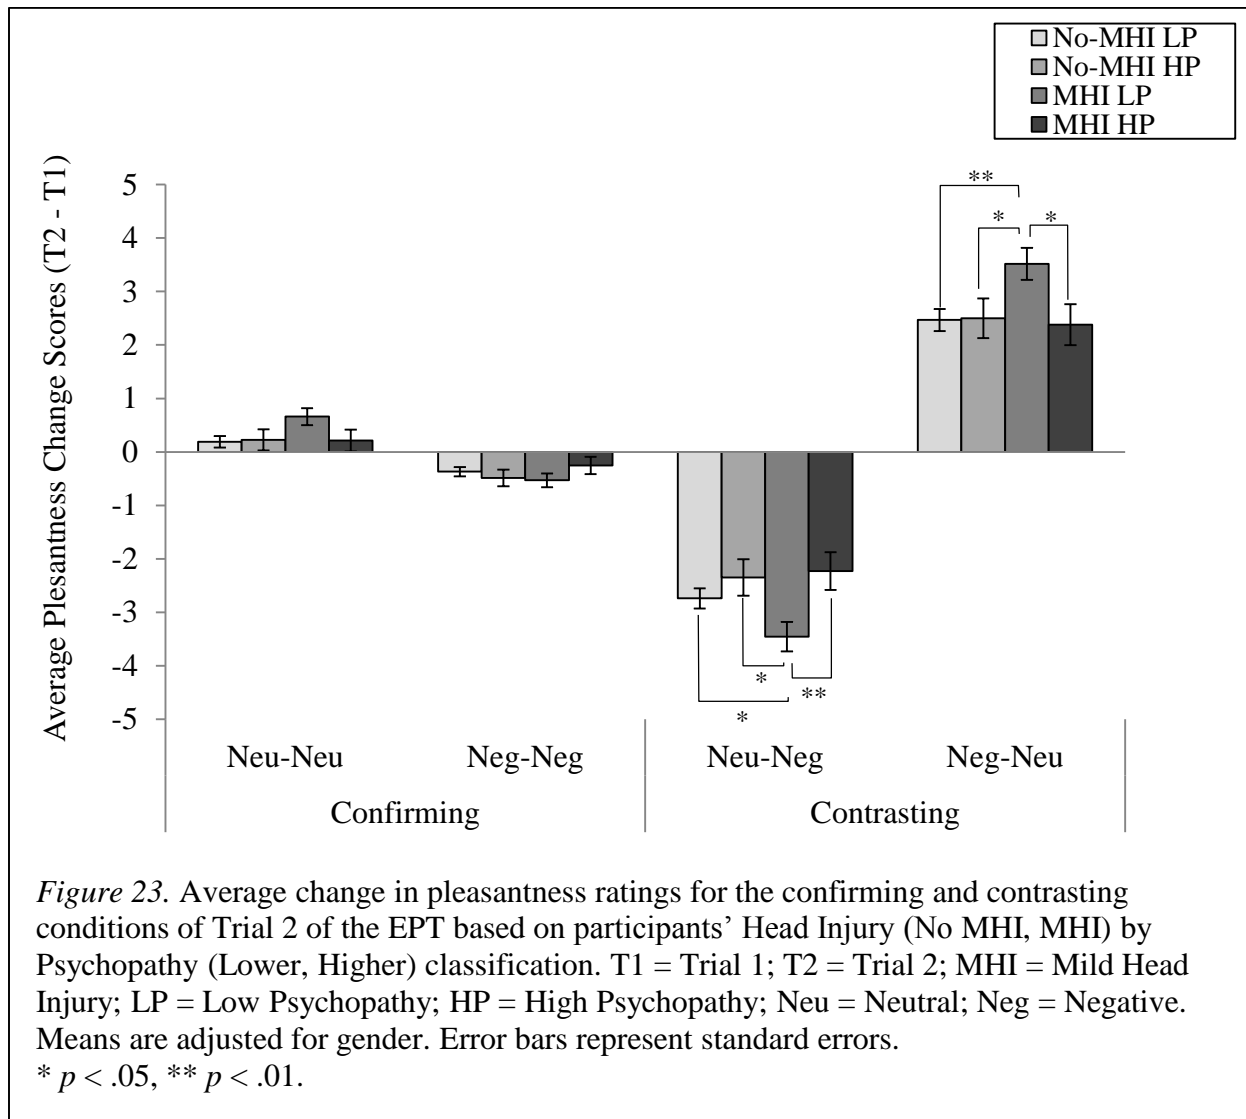 No-MHI LP
No-MHI HP
MHI LP
MHI HP
Average Plesantness Change Scores (T2 - T1)
5
4
3
2
1
0
-1
-2
-3
-4
-5
**
*
*
*
**
*
Neu-Neu
Neg-Neg
Neu-Neg
Neg-Neu
Confirming
Contrasting
Figure 23. Average change in pleasantness ratings for the confirming and contrasting
conditions of Trial 2 of the EPT based on participants’ Head Injury (No MHI, MHI) by
Psychopathy (Lower, Higher) classification. T1 = Trial 1; T2 = Trial 2; MHI = Mild Head
Injury; LP = Low Psychopathy; HP = High Psychopathy; Neu = Neutral; Neg = Negative.
Means are adjusted for gender. Error bars represent standard errors.
* p < .05, ** p < .01.